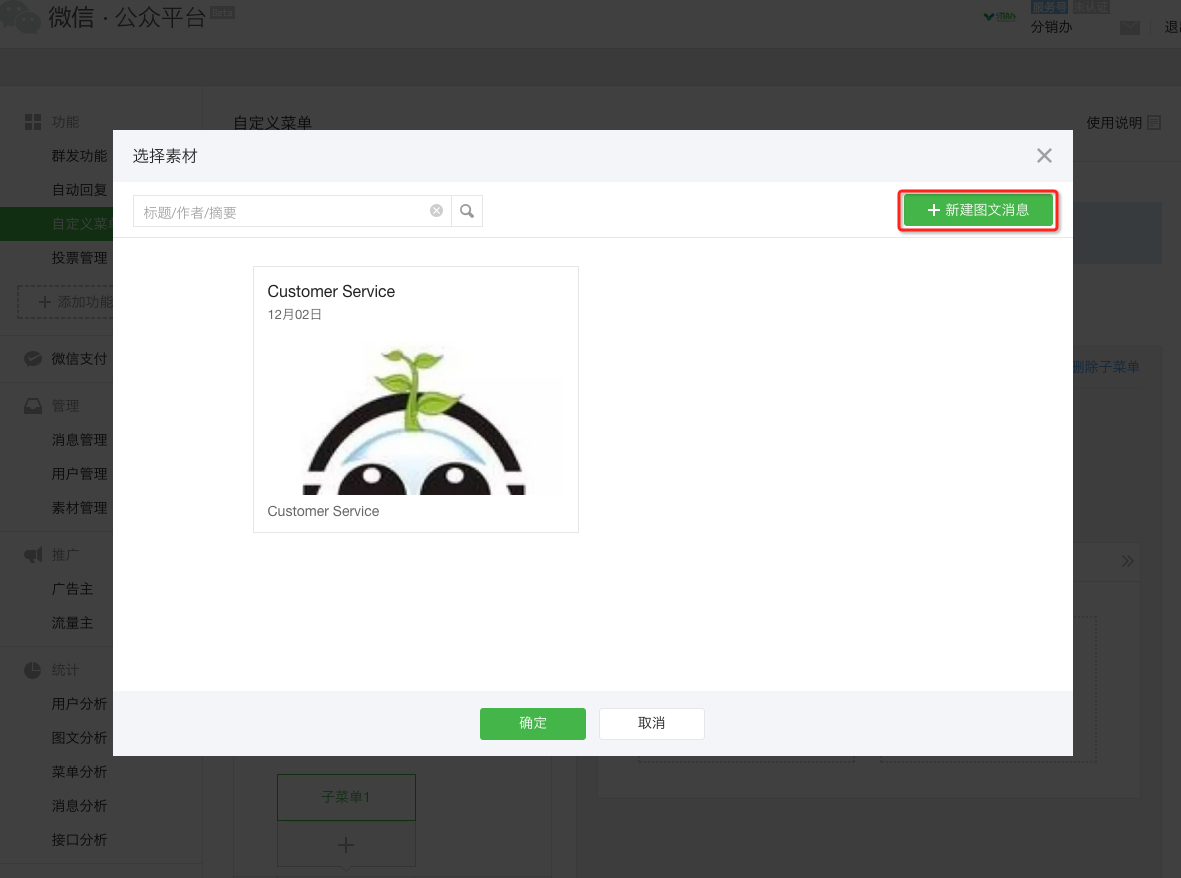 微信 · 公众平台 Beta
服务号 未认证
分销办
自定义菜单
使用说明
功能
群发功能
自动回复
自定义菜单
投票管理
添加功能
微信支付
管理
消息管理
用户管理
素材管理
推广
广告主
流量主
统计
用户分析
图文分析
菜单分析
消息分析
接口分析
选择素材
标题/作者/摘要
新建图文消息
Customer Service
12月02日
Customer Service
删除子菜单
确定
取消
子菜单1